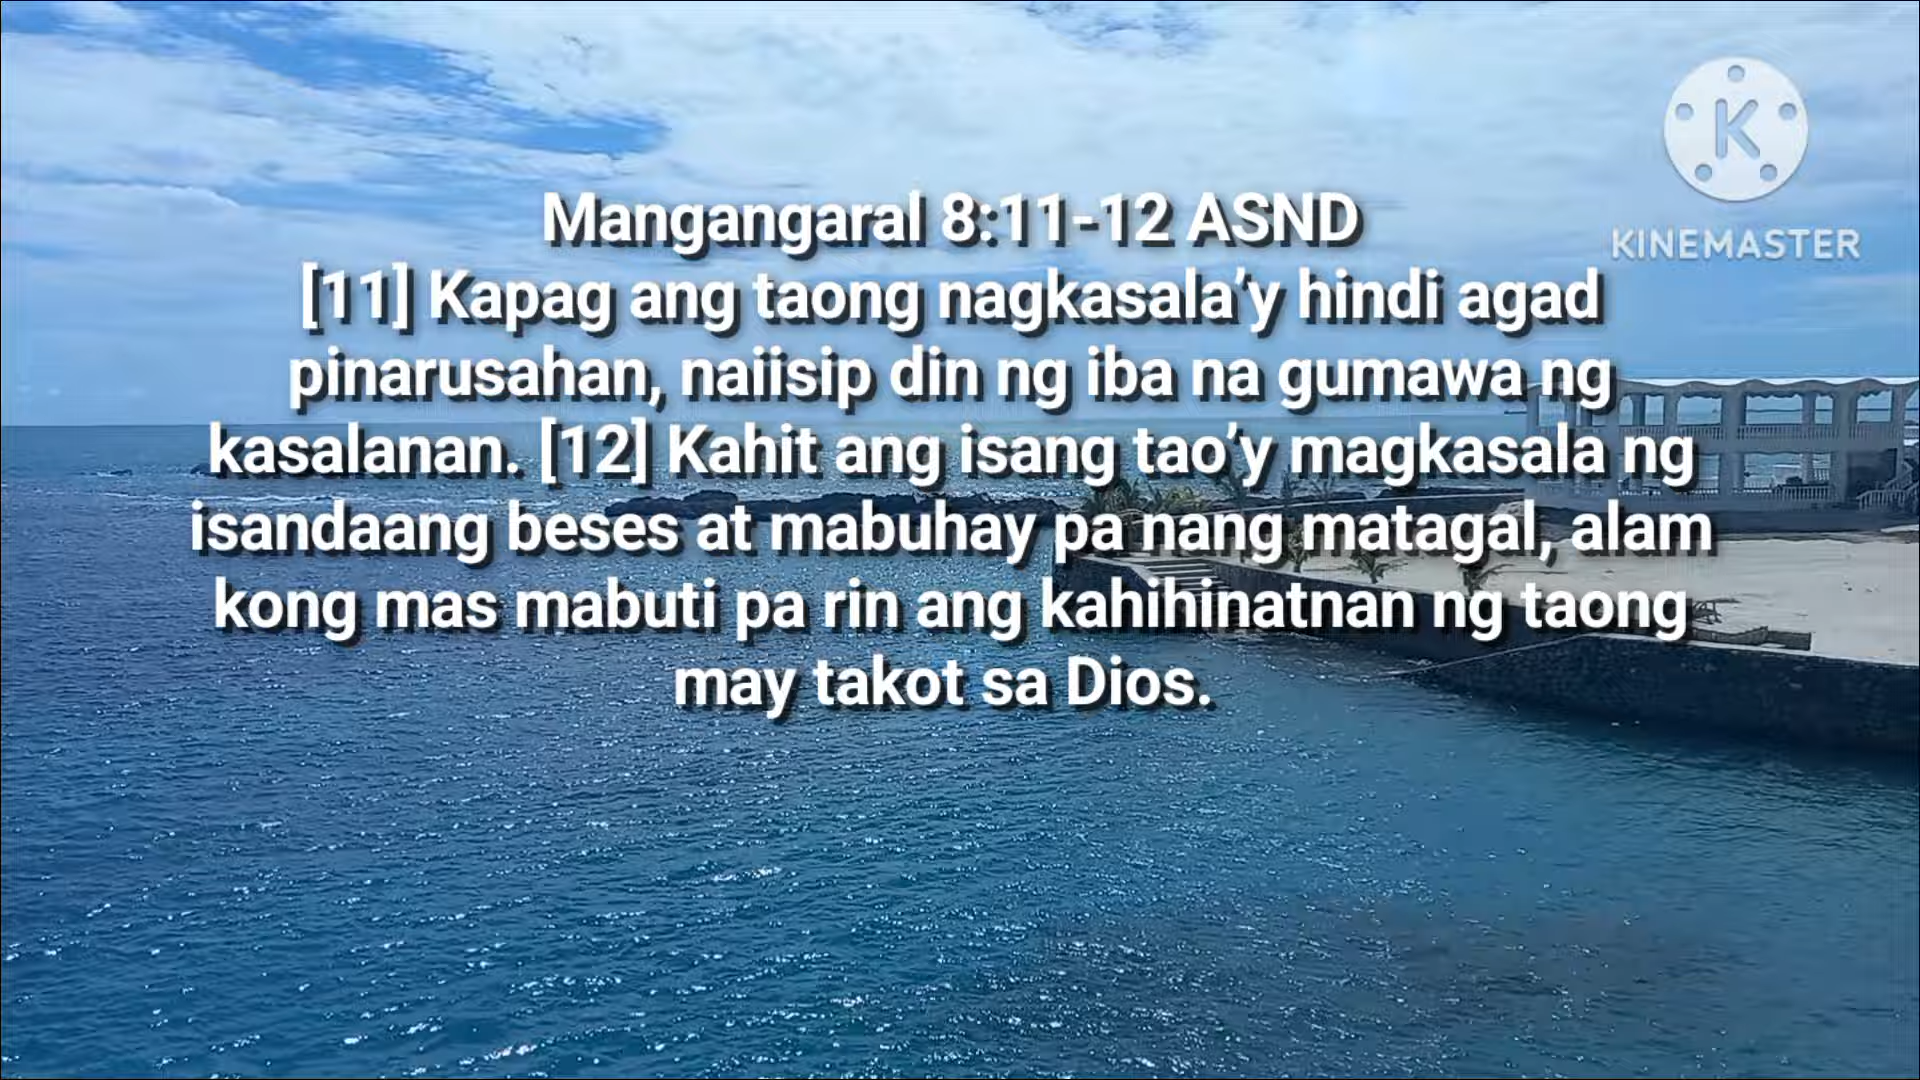 Mangangaral 8:11-12 ASND
[11] Kapag ang taong nagkasala’y hindi agad
pinarusahan, naiisip din ng iba na gumawa ng
kasalanan. [12] Kahit ang isang tao’y magkasala ng
isandaang beses at mabuhay pa nang matagal, alam
kong mas mabuti pa rin ang kahihinatnan ng taong
may takot sa Dios.
K
KINEMASTER